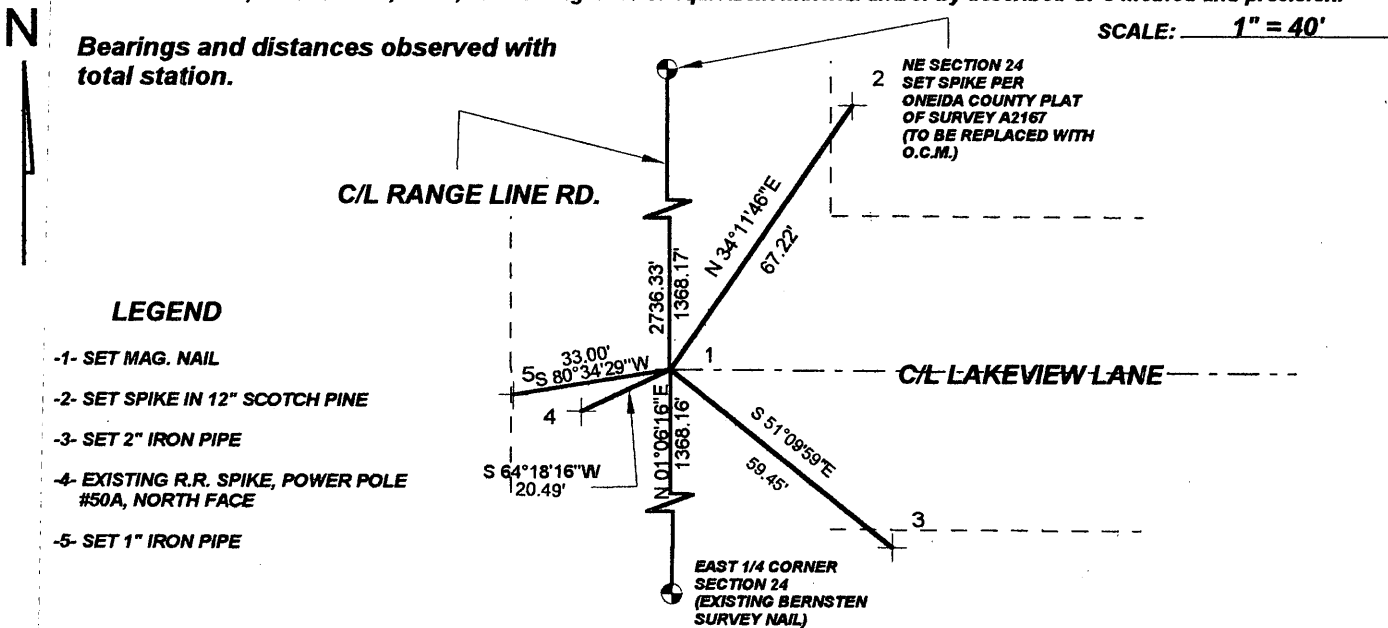 SCALE: 1" = 40'
N
Bearings and distances observed with
total station.
NE SECTION 24
SET SPIKE PER
ONEIDA COUNTY PLAT
OF SURVEY A2167
(TO BE REPLACED WITH
O.C.M.)
2
C/L RANGE LINE RD.
N 34°11'46"E
67.22'
2736.33'
1368.17'
LEGEND
-1- SET MAG. NAIL
-2- SET SPIKE IN 12" SCOTCH PINE
-3- SET 2" IRON PIPE
-4- EXISTING R.R. SPIKE, POWER POLE
#50A, NORTH FACE
-5- SET 1" IRON PIPE
33.00'
S 80°34'29"W
5
4
1
C/L LAKEVIEW LANE
S 64°18'16"W
20.49'
N 01°06'16"E
1368.16'
S 51°09'59"E
59.45'
3
EAST 1/4 CORNER
SECTION 24
(EXISTING BERNSTEN
SURVEY NAIL)